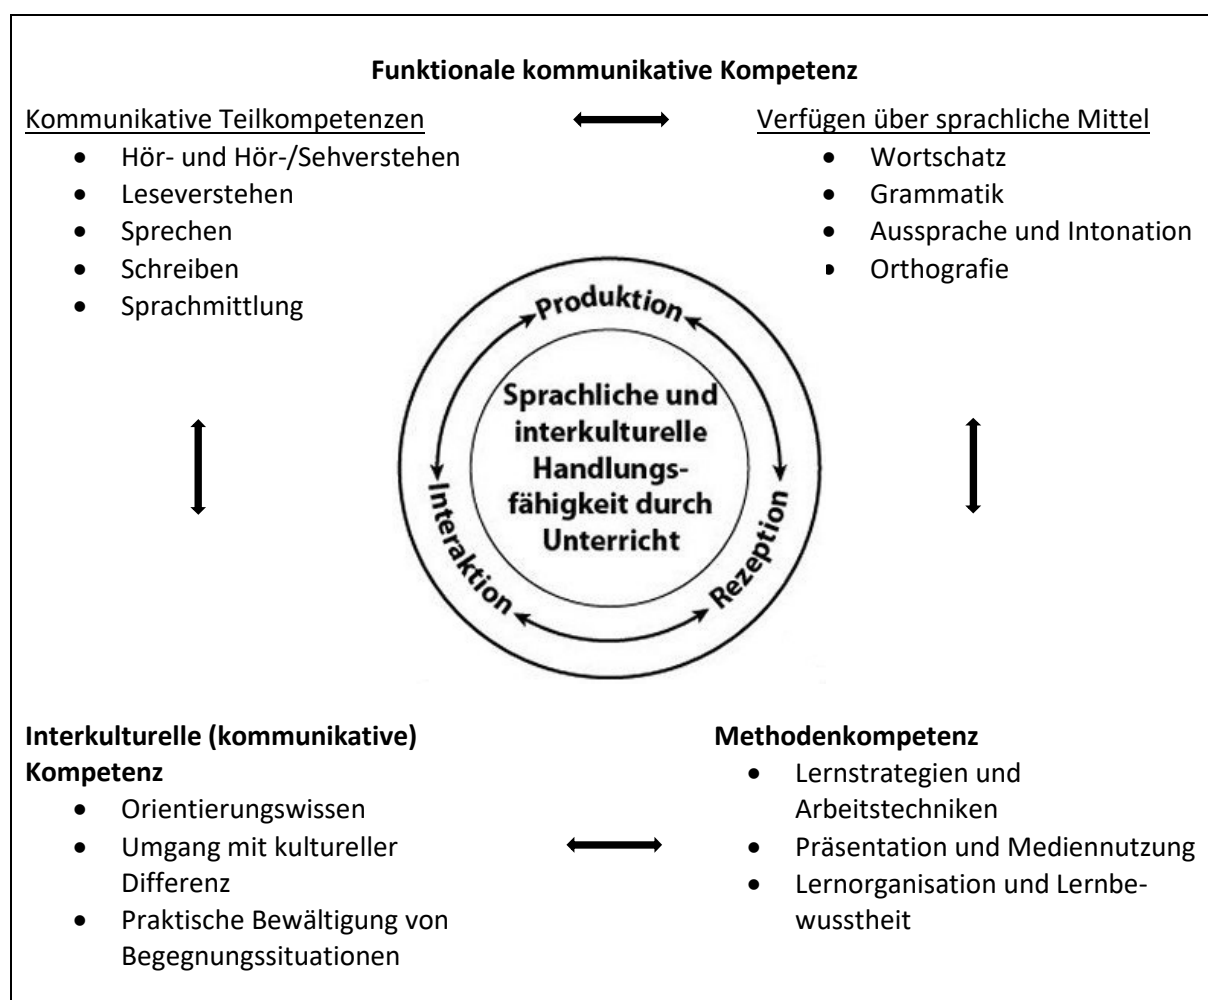 Funktionale kommunikative Kompetenz
Kommunikative Teilkompetenzen
• Hör- und Hör-/Sehverstehen
• Leseverstehen
• Sprechen
• Schreiben
• Sprachmittlung
Verfügen über sprachliche Mittel
• Wortschatz
• Grammatik
• Aussprache und Intonation
• Orthografie
Produktion
Interaktion
Rezeption
Sprachliche und
interkulturelle
Handlungs-
fähigkeit durch
Unterricht
Interkulturelle (kommunikative)
Kompetenz
• Orientierungswissen
• Umgang mit kultureller
Differenz
• Praktische Bewältigung von
Begegnungssituationen
Methodenkompetenz
• Lernstrategien und
Arbeitstechniken
• Präsentation und Mediennutzung
• Lernorganisation und Lernbe-
wusstheit